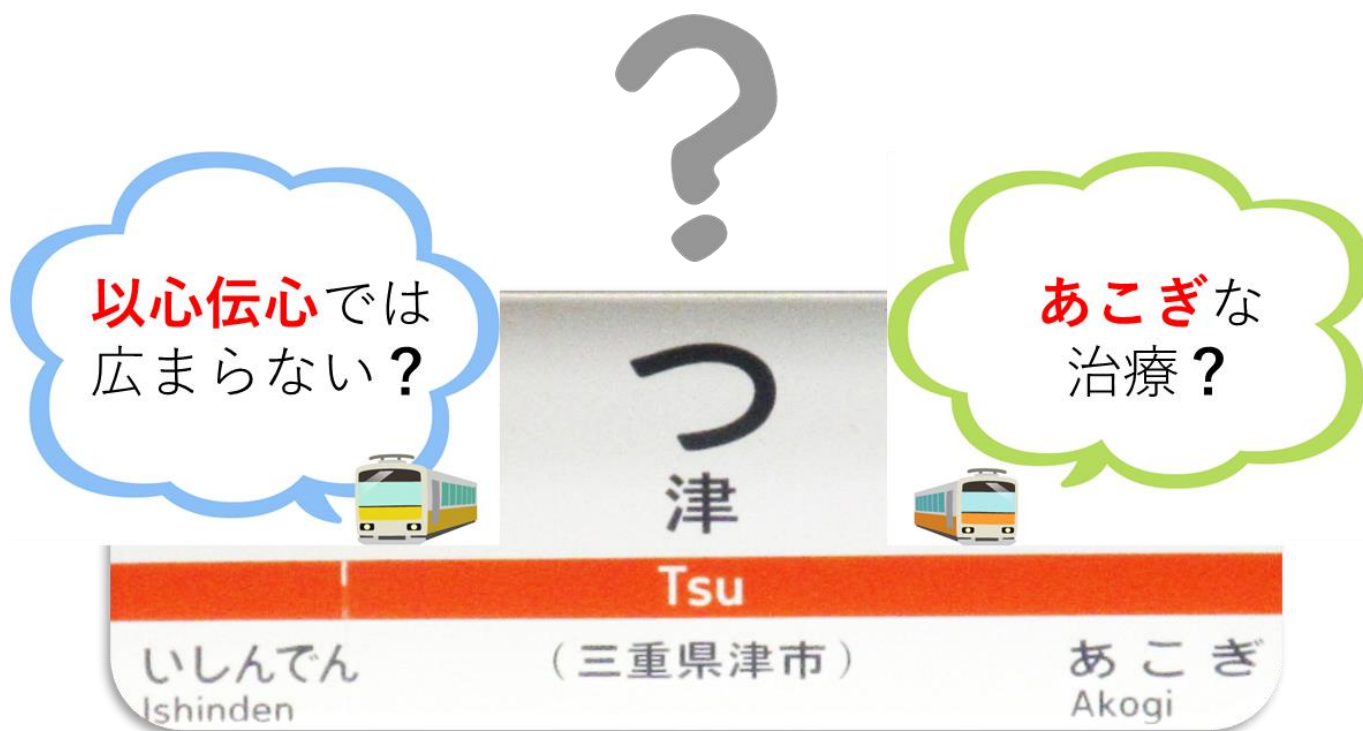 ?
以心伝心では
広まらない?
つ
津
あこぎな
治療?
Tsu
いしんでん
Ishinden
(三重県津市)
あこぎ
Akogi